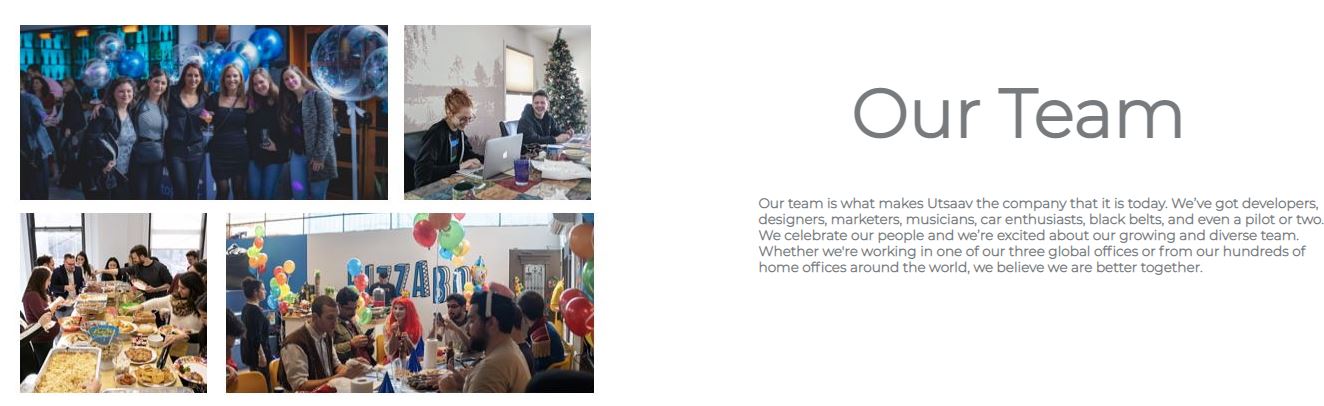 Our Team
Our team is what makes Utsaav the company that it is today. We've got developers,
designers, marketers, musicians, car enthusiasts, black belts, and even a pilot or two.
We celebrate our people and we're excited about our growing and diverse team.
Whether we're working in one of our three global offices or from our hundreds of
home offices around the world, we believe we are better together.